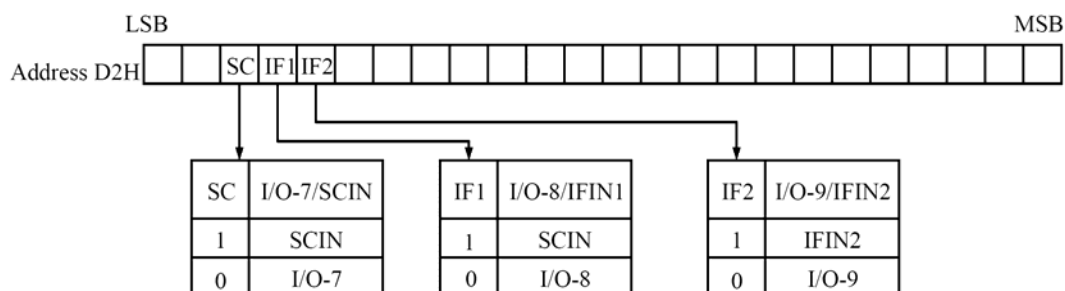 LSB MSB
Address D2H SC IF1 IF2
SC I/O-7/SCIN IF1 I/O-8/IFIN1 IF2 I/O-9/IFIN2
1 SCIN 1 SCIN 1 IFIN2
0 I/O-7 0 I/O-8 0 I/O-9